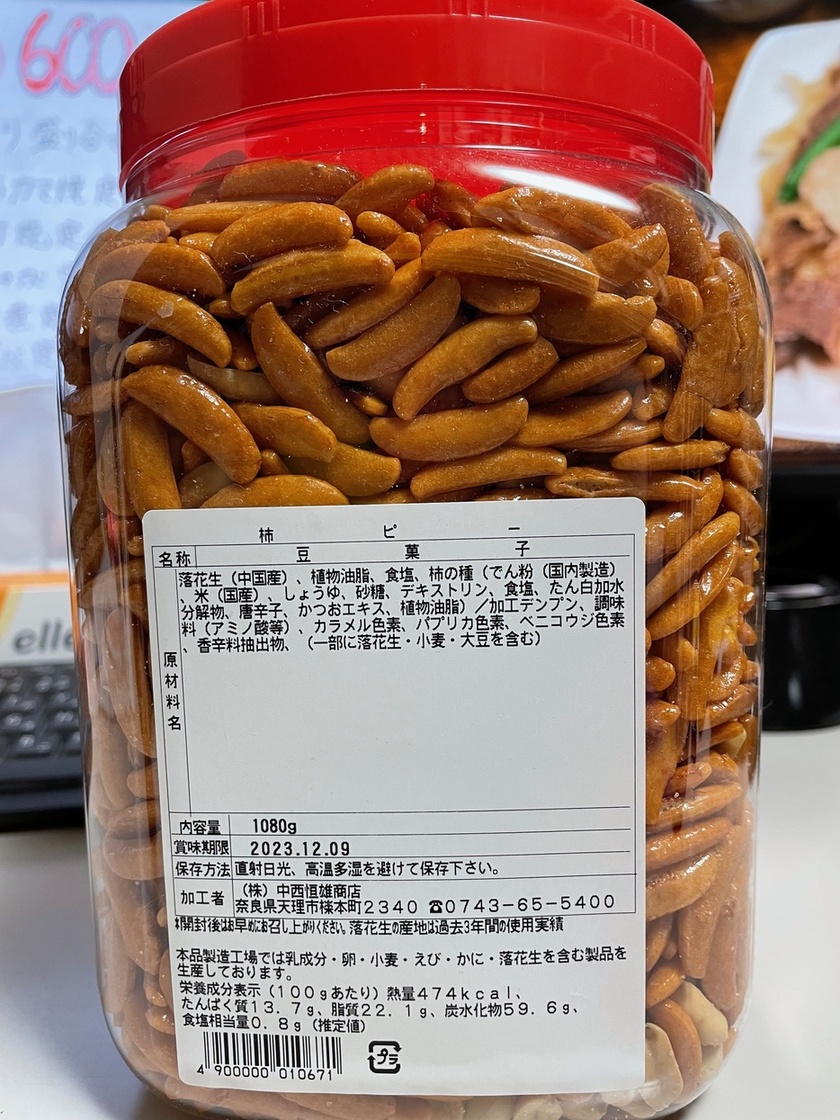 600
柿ピー
名称 豆菓子
原材料名
落花生（中国産）、植物油脂、食塩、柿の種（でん粉（国内製造）
、米（国産）、しょうゆ、砂糖、デキストリン、食塩、たん白加水
分解物、唐辛子、かつおエキス、植物油脂）／加工デンプン、調味
料（アミノ酸等）、カラメル色素、パプリカ色素、ベニコウジ色素
、香辛料抽出物、（一部に落花生・小麦・大豆を含む）
内容量 1080g
賞味期限 2023.12.09
保存方法 直射日光、高温多湿を避けて保存下さい。
加工者 （株）中西恒雄商店
奈良県天理市檪本町2340 ☎0743-65-5400
*開封後はお早めにお召し上がりください。落花生の産地は過去3年間の使用実績
本品製造工場では乳成分・卵・小麦・えび・かに・落花生を含む製品を
生産しております。
栄養成分表示（100gあたり）熱量474kcal、
たんぱく質13.7g、脂質22.1g、炭水化物59.6g、
食塩相当量0.8g（推定値）
4 900000 010671
プラ